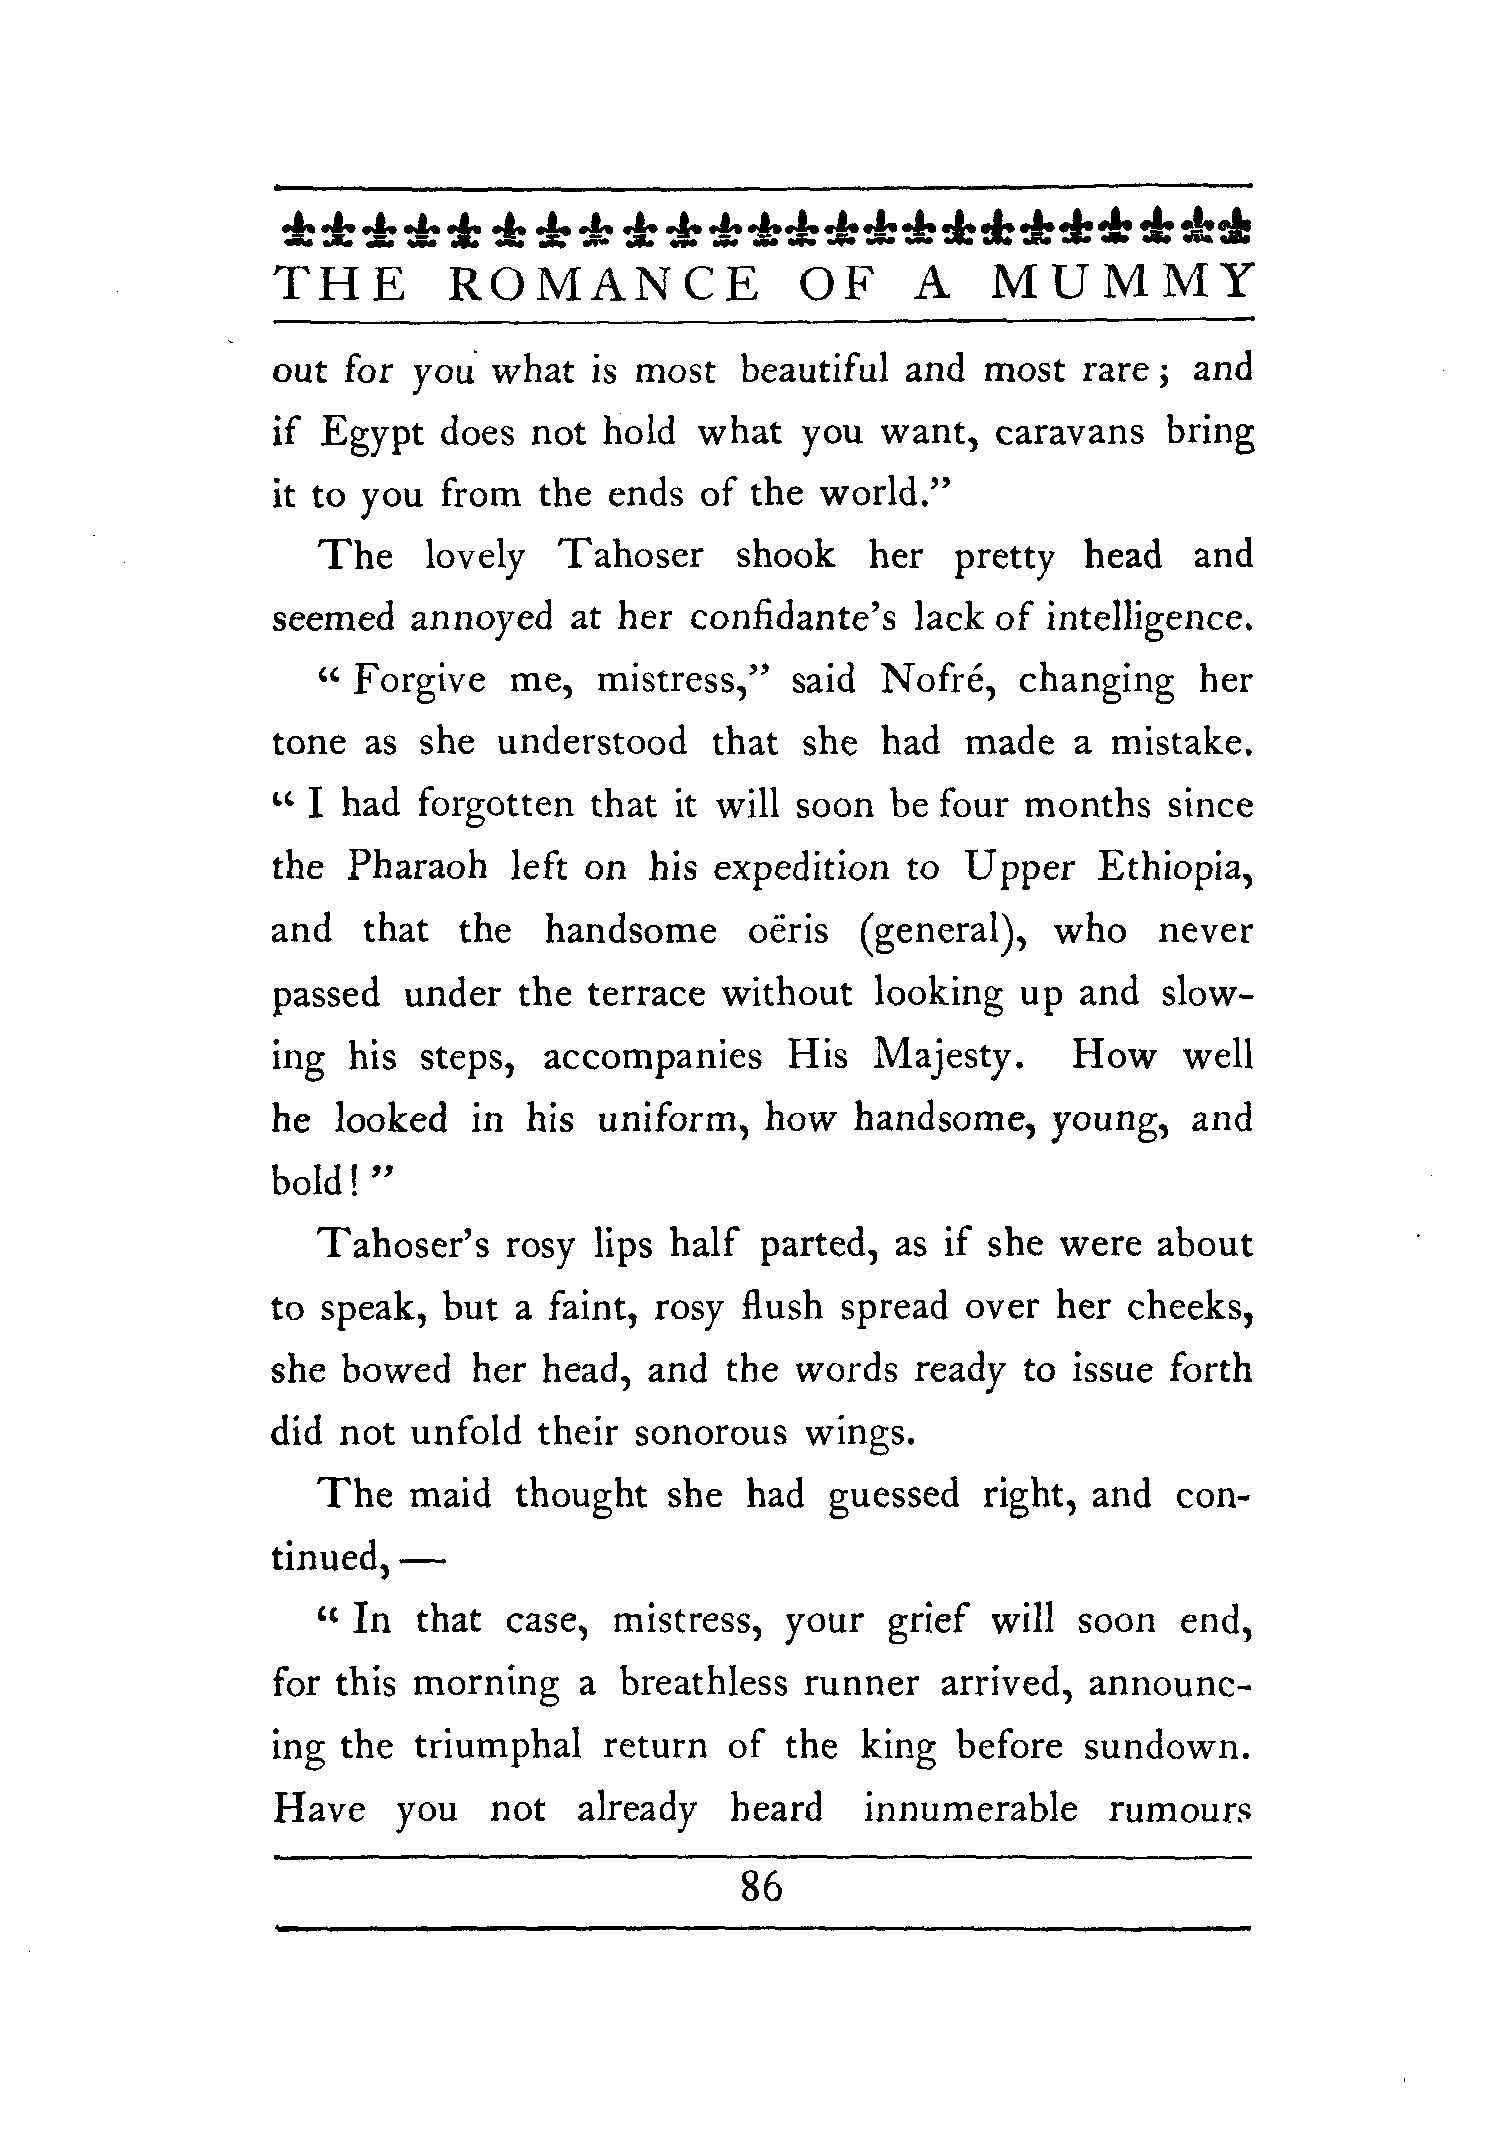 THE ROMANCE OF A MUMMY
out for you what is most beautiful and most rare; and
if Egypt does not hold what you want, caravans bring
it to you from the ends of the world.”
The lovely Tahoser shook her pretty head and
seemed annoyed at her confidante’s lack of intelligence.
“ Forgive me, mistress,” said Nofré, changing her
tone as she understood that she had made a mistake.
“ I had forgotten that it will soon be four months since
the Pharaoh left on his expedition to Upper Ethiopia,
and that the handsome oëris (general), who never
passed under the terrace without looking up and slow-
ing his steps, accompanies His Majesty. How well
he looked in his uniform, how handsome, young, and
bold! ”
Tahoser’s rosy lips half parted, as if she were about
to speak, but a faint, rosy flush spread over her cheeks,
she bowed her head, and the words ready to issue forth
did not unfold their sonorous wings.
The maid thought she had guessed right, and con-
tinued, —
“ In that case, mistress, your grief will soon end,
for this morning a breathless runner arrived, announc-
ing the triumphal return of the king before sundown.
Have you not already heard innumerable rumours
86